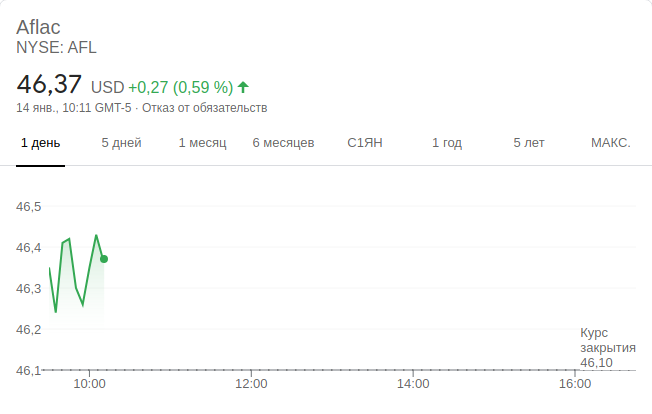 Aflac
NYSE: AFL
46,37 USD +0,27 (0,59 %)
14 янв., 10:11 GMT-5 · Отказ от обязательств
1 день 5 дней 1 месяц 6 месяцев С1ЯН 1 год 5 лет МАКС.
46,5
46,4
46,3
46,2
Курс
закрытия
46,10
46,1
10:00 12:00 14:00 16:00